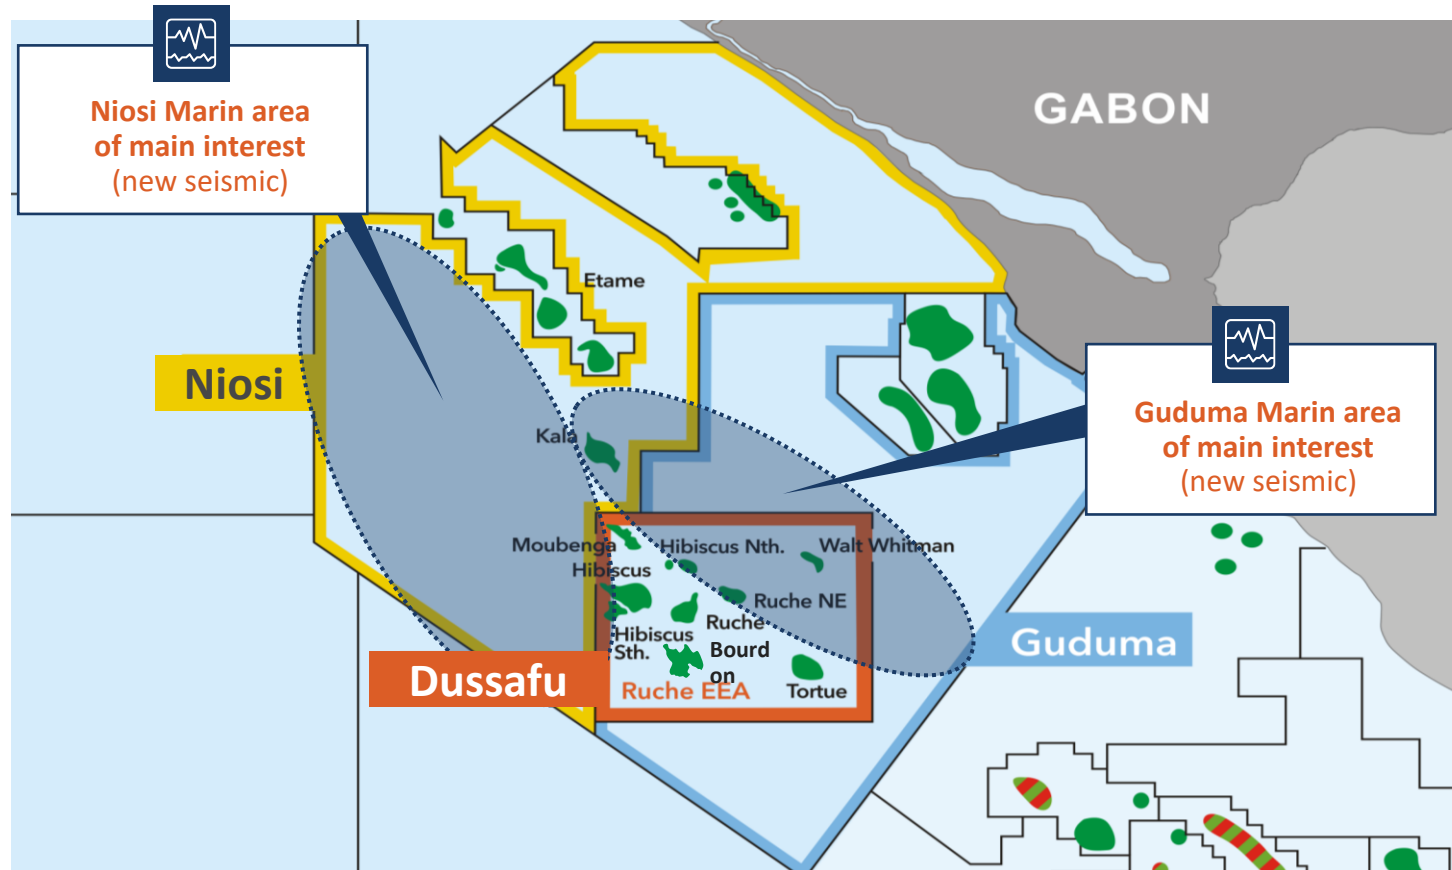 Niosi Marin area
of main interest
(new seismic)
GABON
Etame
Guduma Marin area
of main interest
(new seismic)
Niosi
Kala
Moubenga
Hibiscus Nth.
Walt Whitman
Hibiscus
Ruche NE
Ruche
Hibiscus
Sth.
Bourd
on
Guduma
Dussafu
Ruche EEA
Tortue